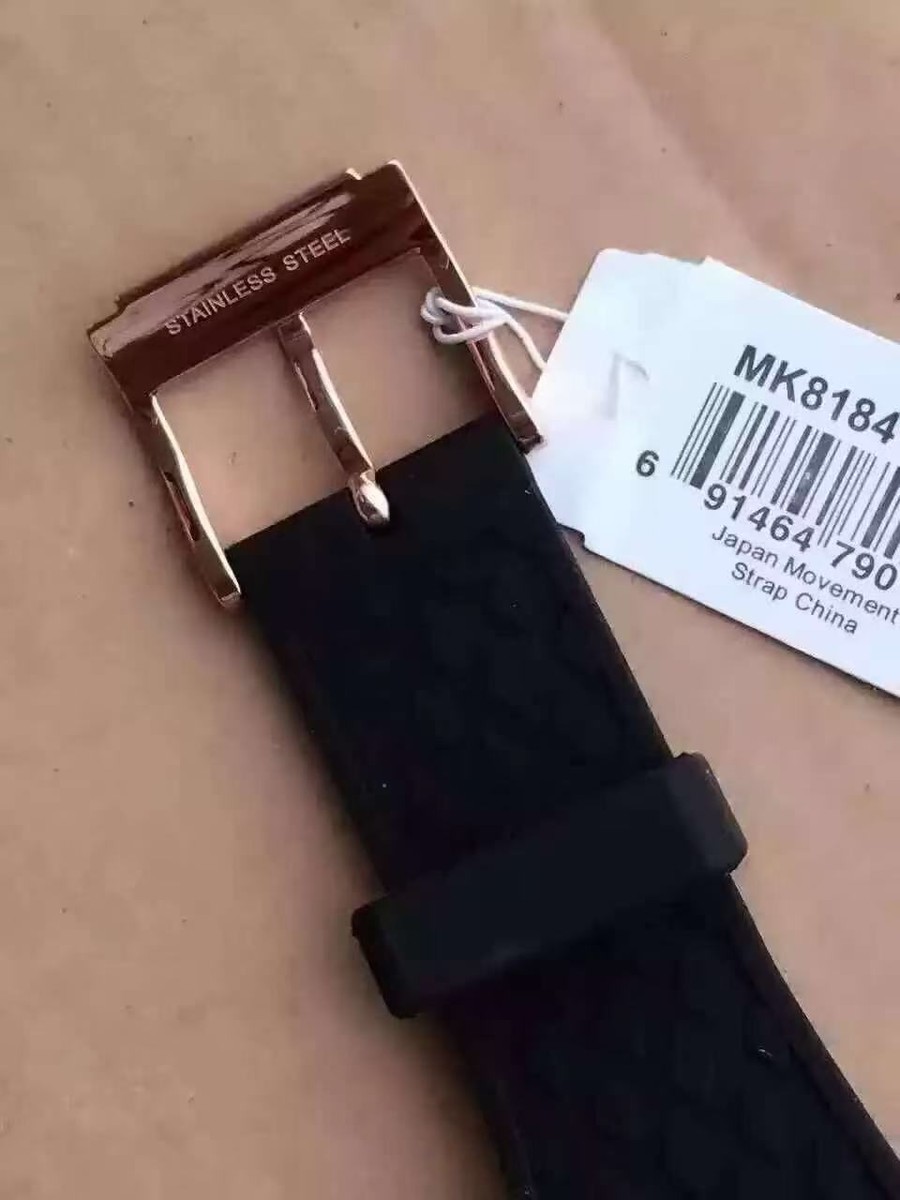 STAINLESS STEEL
MK8184
6
91464 790
Japan Movement
Strap China